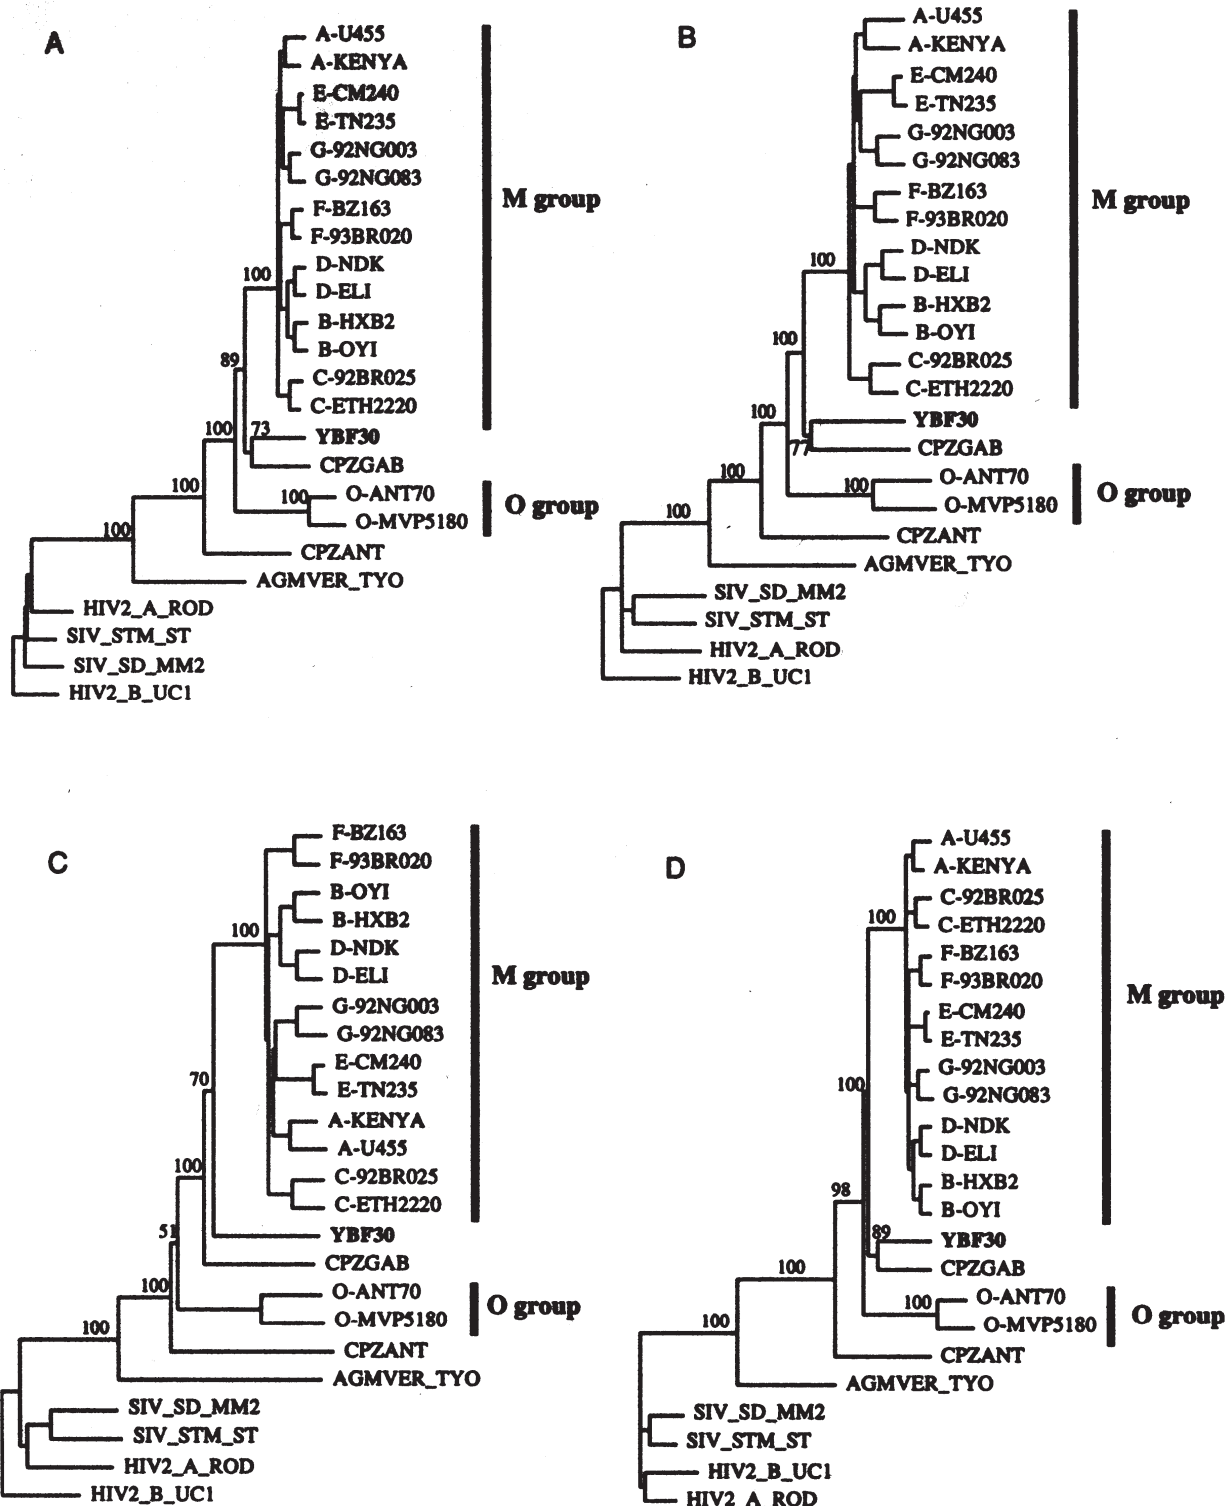 A
A-U455
A-KENYA
E-CM240
E-TN235
G-92NG003
G-92NG083
F-BZ163
F-93BR020
D-NDK
D-ELI
B-HXB2
B-OYI
C-92BR025
C-ETH2220
YBF30
CPZGAB
O-ANT70
O-MVP5180
CPZANT
AGMVER_TYO
HIV2_A_ROD
SIV_STM_ST
SIV_SD_MM2
HIV2_B_UC1
100
89
73
100
100
100
100
M group
O group
B
A-U455
A-KENYA
E-CM240
E-TN235
G-92NG003
G-92NG083
F-BZ163
F-93BR020
D-NDK
D-ELI
B-HXB2
B-OYI
C-92BR025
C-ETH2220
YBF30
CPZGAB
O-ANT70
O-MVP5180
CPZANT
AGMVER_TYO
SIV_SD_MM2
SIV_STM_ST
HIV2_A_ROD
HIV2_B_UC1
100
100
100
77
100
100
100
M group
O group
C
F-BZ163
F-93BR020
B-OYI
B-HXB2
D-NDK
D-ELI
G-92NG003
G-92NG083
E-CM240
E-TN235
A-KENYA
A-U455
C-92BR025
C-ETH2220
YBF30
CPZGAB
O-ANT70
O-MVP5180
CPZANT
AGMVER_TYO
SIV_SD_MM2
SIV_STM_ST
HIV2_A_ROD
HIV2_B_UC1
100
70
100
51
100
100
M group
O group
D
A-U455
A-KENYA
C-92BR025
C-ETH2220
F-BZ163
F-93BR020
E-CM240
E-TN235
G-92NG003
G-92NG083
D-NDK
D-ELI
B-HXB2
B-OYI
YBF30
CPZGAB
O-ANT70
O-MVP5180
CPZANT
AGMVER_TYO
SIV_SD_MM2
SIV_STM_ST
HIV2_B_UC1
HIV2_A_ROD
100
100
98
89
100
100
100
M group
O group